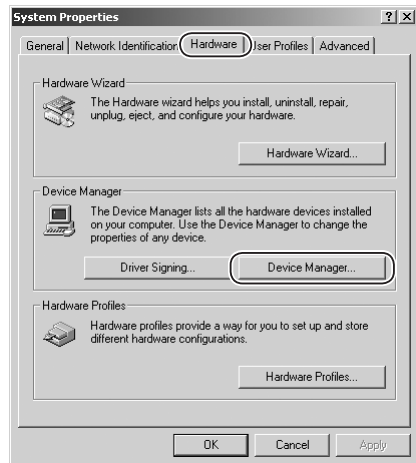 System Properties
General Network Identification Hardware User Profiles Advanced
Hardware Wizard
The Hardware wizard helps you install, uninstall, repair,
unplug, eject, and configure your hardware.
Hardware Wizard...
Device Manager
The Device Manager lists all the hardware devices installed
on your computer. Use the Device Manager to change the
properties of any device.
Driver Signing... Device Manager...
Hardware Profiles
Hardware profiles provide a way for you to set up and store
different hardware configurations.
Hardware Profiles...
OK Cancel Apply